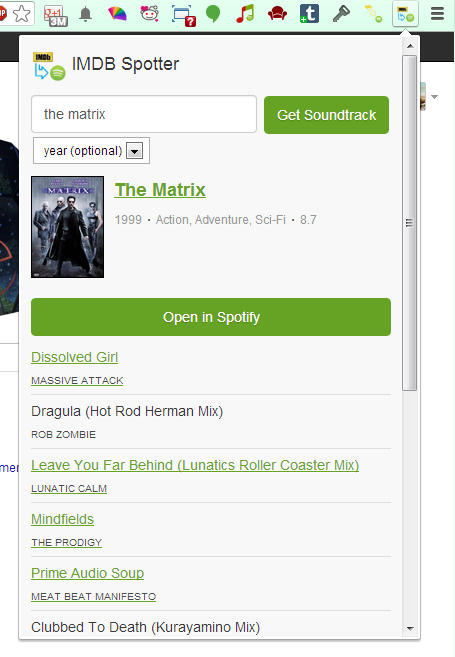 3M
?
t
IMDb
IMDB Spotter
the matrix
Get Soundtrack
year (optional)
The Matrix
1999 · Action, Adventure, Sci-Fi · 8.7
Open in Spotify
Dissolved Girl
MASSIVE ATTACK
Dragula (Hot Rod Herman Mix)
ROB ZOMBIE
Leave You Far Behind (Lunatics Roller Coaster Mix)
LUNATIC CALM
Mindfields
THE PRODIGY
Prime Audio Soup
MEAT BEAT MANIFESTO
Clubbed To Death (Kurayamino Mix)